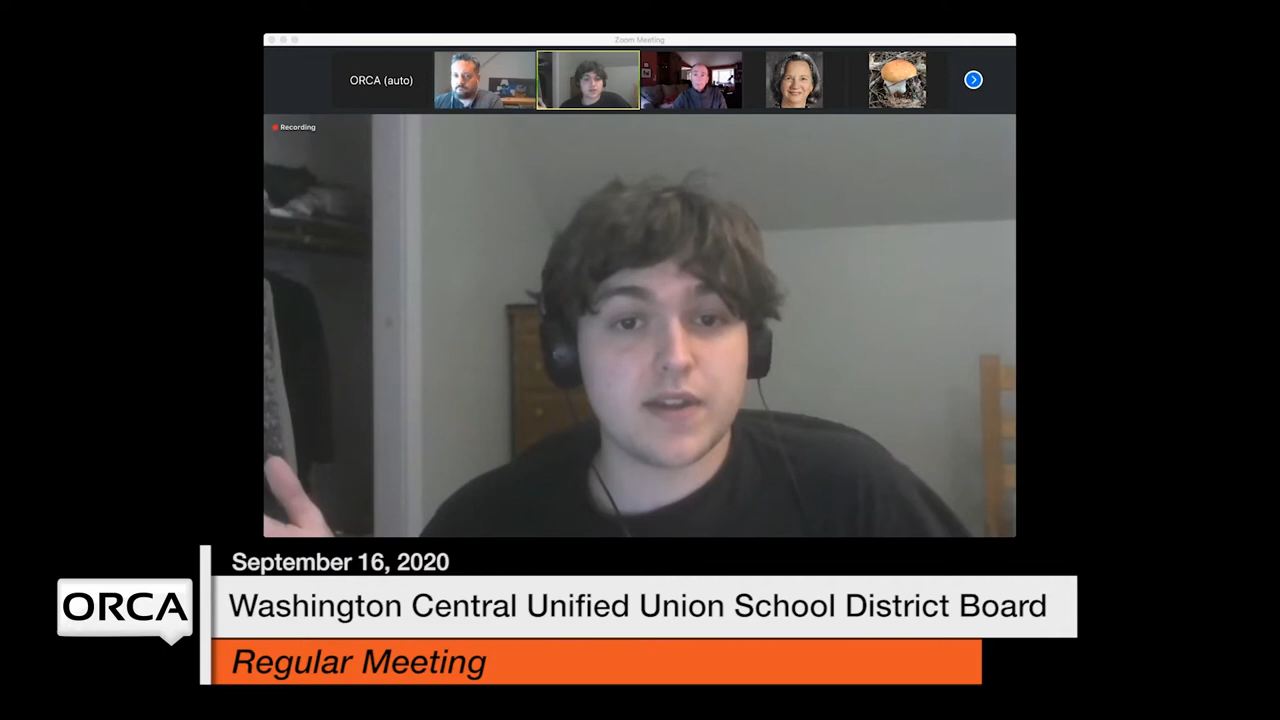 Zoom Meeting
ORCA (auto)
Recording
September 16, 2020
ORCA
Washington Central Unified Union School District Board
Regular Meeting